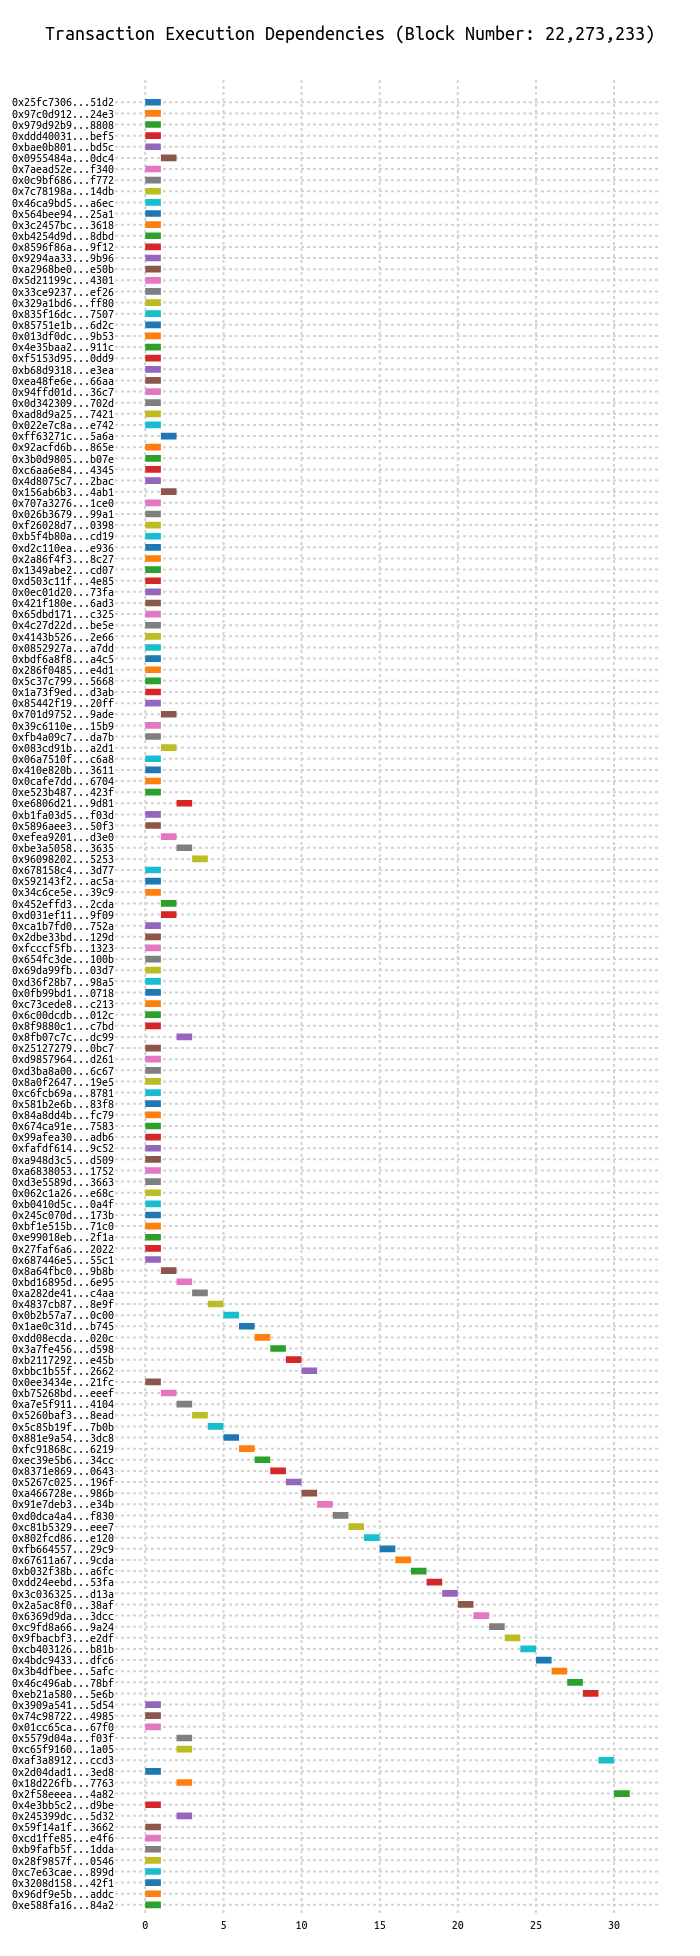 Transaction Execution Dependencies (Block Number: 22,273,233)
0x25fc7306...51d2
0x97c0d912...24e3
0x979d92b9...8808
0xddd40031...bef5
0xbae0b801...bd5c
0x0955484a...0dc4
0x7aead52e...f340
0x0c9bf686...f772
0x7c78198a...14db
0x46ca9bd5...a6ec
0x564bee94...25a1
0x3c2457bc...3618
0xb4254d9d...8dbd
0x8596f86a...9f12
0x9294aa33...9b96
0xa2968be0...e50b
0x5d21199c...4301
0x33ce9237...ef26
0x329a1bd6...ff80
0x835f16dc...7507
0x85751e1b...6d2c
0x013df0dc...9b53
0x4e35baa2...911c
0xf5153d95...0dd9
0xb68d9318...e3ea
0xea48fe6e...66aa
0x94ffd01d...36c7
0x0d342309...702d
0xad8d9a25...7421
0x022e7c8a...e742
0xff63271c...5a6a
0x92acfd6b...865e
0x3b0d9805...b07e
0xc6aa6e84...4345
0x4d8075c7...2bac
0x156ab6b3...4ab1
0x707a3276...1ce0
0x026b3679...99a1
0xf26028d7...0398
0xb5f4b80a...cd19
0xd2c110ea...e936
0x2a86f4f3...8c27
0x1349abe2...cd07
0xd503c11f...4e85
0x0ec01d20...73fa
0x421f180e...6ad3
0x65dbd171...c325
0x4c27d22d...be5e
0x4143b526...2e66
0x0852927a...a7dd
0xbdf6a8f8...a4c5
0x286f0485...e4d1
0x5c37c799...5668
0x1a73f9ed...d3ab
0x85442f19...20ff
0x701d9752...9ade
0x39c6110e...15b9
0xfb4a09c7...da7b
0x083cd91b...a2d1
0x06a7510f...c6a8
0x410e820b...3611
0x0cafe7dd...6704
0xe523b487...423f
0xe6806d21...9d81
0xb1fa03d5...f03d
0x5896aee3...50f3
0xefea9201...d3e0
0xbe3a5058...3635
0x96098202...5253
0x678158c4...3d77
0x592143f2...ac5a
0x34c6ce5e...39c9
0x452effd3...2cda
0xd031ef11...9f09
0xca1b7fd0...752a
0x2dbe33bd...129d
0xfcccf5fb...1323
0x654fc3de...100b
0x69da99fb...03d7
0xd36f28b7...98a5
0x0fb99bd1...0718
0xc73cede8...c213
0x6c00dcdb...012c
0x8f9880c1...c7bd
0x8fb07c7c...dc99
0x25127279...0bc7
0xd9857964...d261
0xd3ba8a00...6c67
0x8a0f2647...19e5
0xc6fcb69a...8781
0x581b2e6b...83f8
0x84a8dd4b...fc79
0x674ca91e...7583
0x99afea30...adb6
0xfafdf614...9c52
0xa948d3c5...d509
0xa6838053...1752
0xd3e5589d...3663
0x062c1a26...e68c
0xb0410d5c...0a4f
0x245c070d...173b
0xbf1e515b...71c0
0xe99018eb...2f1a
0x27faf6a6...2022
0x687446e5...55c1
0x8a64fbc0...9b8b
0xbd16895d...6e95
0xa282de41...c4aa
0x4837cb87...8e9f
0x0b2b57a7...0c00
0x1ae0c31d...b745
0xdd08ecda...020c
0x3a7fe456...d598
0xb2117292...e45b
0xbbc1b55f...2662
0x0ee3434e...21fc
0xb75268bd...eeef
0xa7e5f911...4104
0x5260baf3...8ead
0x5c85b19f...7b0b
0x881e9a54...3dc8
0xfc91868c...6219
0xec39e5b6...34cc
0x8371e869...0643
0x5267c025...196f
0xa466728e...986b
0x91e7deb3...e34b
0xd0dca4a4...f830
0xc81b5329...eee7
0x802fcd86...e120
0xfb664557...29c9
0x67611a67...9cda
0xb032f38b...a6fc
0xdd24eebd...53fa
0x3c036325...d13a
0x2a5ac8f0...38af
0x6369d9da...3dcc
0xc9fd8a66...9a24
0x9fbacbf3...e2df
0xcb403126...b81b
0x4bdc9433...dfc6
0x3b4dfbee...5afc
0x46c496ab...78bf
0xeb21a580...5e6b
0x3909a541...5d54
0x74c98722...4985
0x01cc65ca...67f0
0x5579d04a...f03f
0xc65f9160...1a05
0xaf3a8912...ccd3
0x2d04dad1...3ed8
0x18d226fb...7763
0x2f58eeea...4a82
0x4e3bb5c2...d9be
0x245399dc...5d32
0x59f14a1f...3662
0xcd1ffe85...e4f6
0xb9fafb5f...1dda
0x28f9857f...0546
0xc7e63cae...899d
0x3208d158...42f1
0x96df9e5b...addc
0xe588fa16...84a2
0 5 10 15 20 25 30